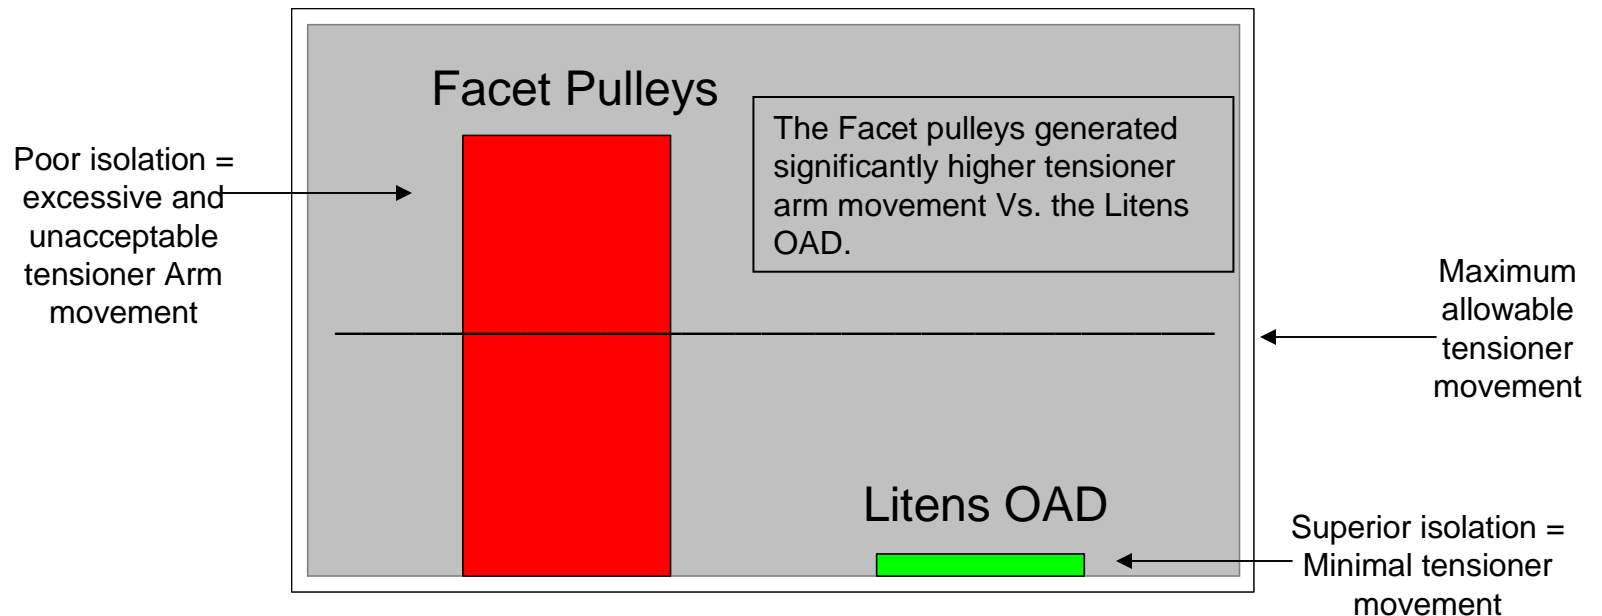 Facet Pulleys
The Facet pulleys generated
significantly higher tensioner
arm movement Vs. the Litens
OAD.
Poor isolation =
excessive and
unacceptable
tensioner Arm
movement
Maximum
allowable
tensioner
movement
Litens OAD
Superior isolation =
Minimal tensioner
movement